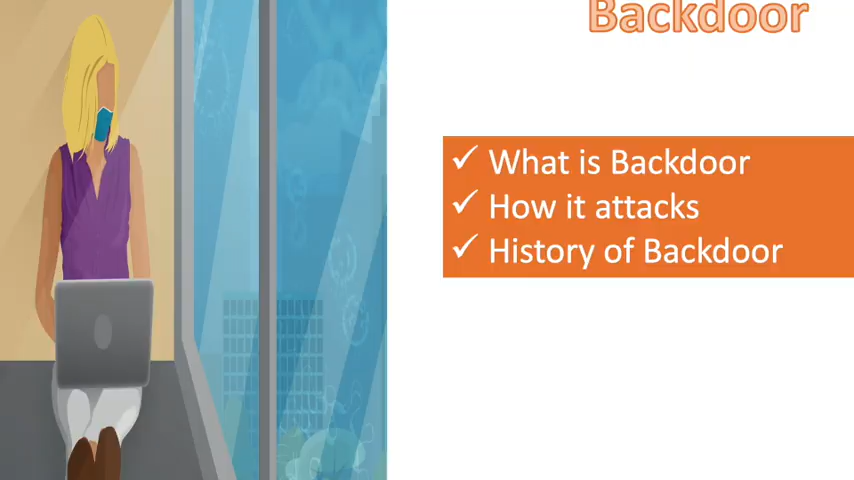 Backdoor
✓ What is Backdoor
✓ How it attacks
✓ History of Backdoor